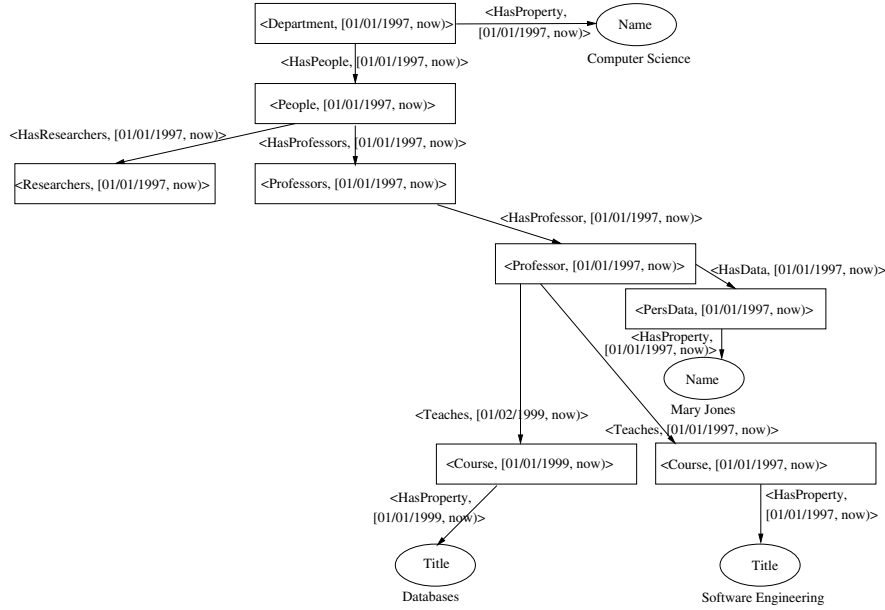 <Department, [01/01/1997, now)>
<HasProperty,
[01/01/1997, now)>
Name
Computer Science
<HasPeople, [01/01/1997, now)>
<People, [01/01/1997, now)>
<HasResearchers, [01/01/1997, now)>
<HasProfessors, [01/01/1997, now)>
<Researchers, [01/01/1997, now)>
<Professors, [01/01/1997, now)>
<HasProfessor, [01/01/1997, now)>
<Professor, [01/01/1997, now)>
<HasData, [01/01/1997, now)>
<PersData, [01/01/1997, now)>
<HasProperty,
[01/01/1997, now)>
Name
Mary Jones
<Teaches, [01/02/1999, now)>
<Teaches, [01/01/1997, now)>
<Course, [01/01/1999, now)>
<Course, [01/01/1997, now)>
<HasProperty,
[01/01/1999, now)>
<HasProperty,
[01/01/1997, now)>
Title
Title
Databases
Software Engineering